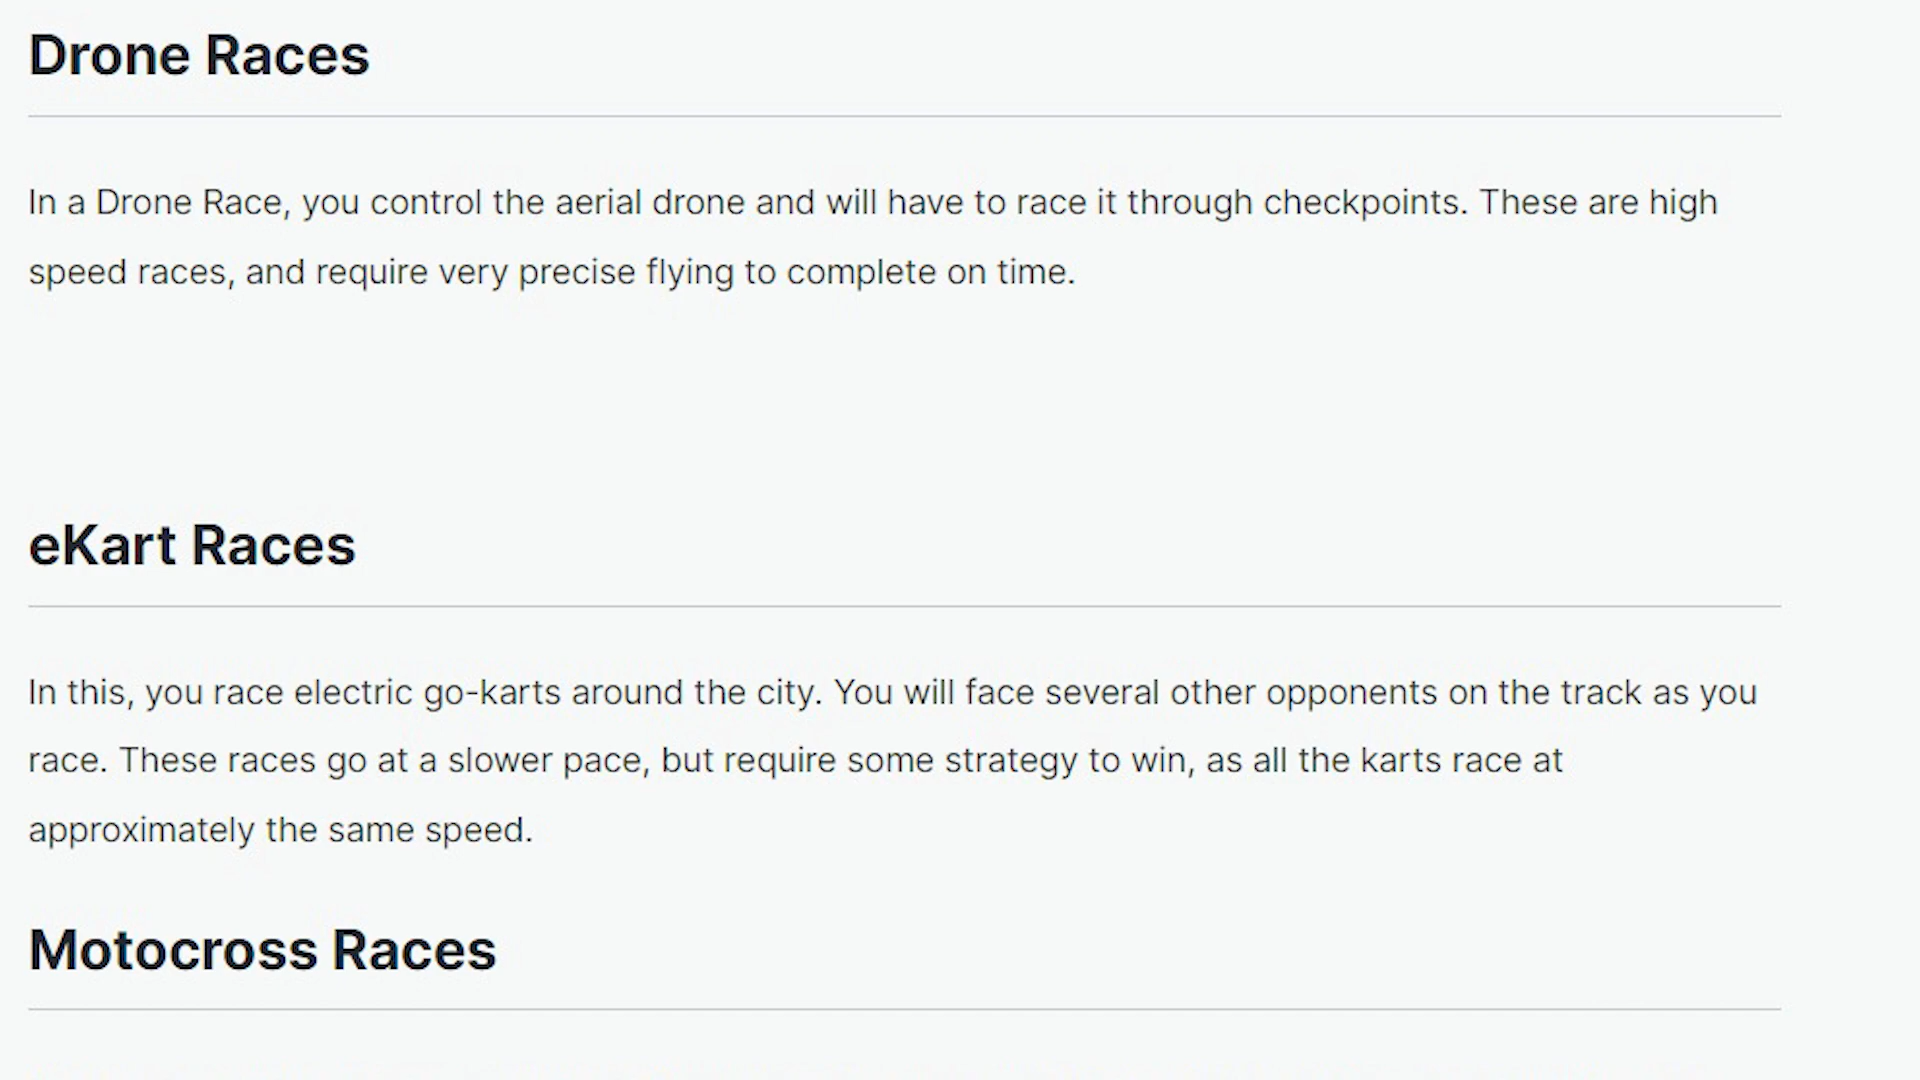 Drone Races
In a Drone Race, you control the aerial drone and will have to race it through checkpoints. These are high
speed races, and require very precise flying to complete on time.
eKart Races
In this, you race electric go-karts around the city. You will face several other opponents on the track as you
race. These races go at a slower pace, but require some strategy to win, as all the karts race at
approximately the same speed.
Motocross Races